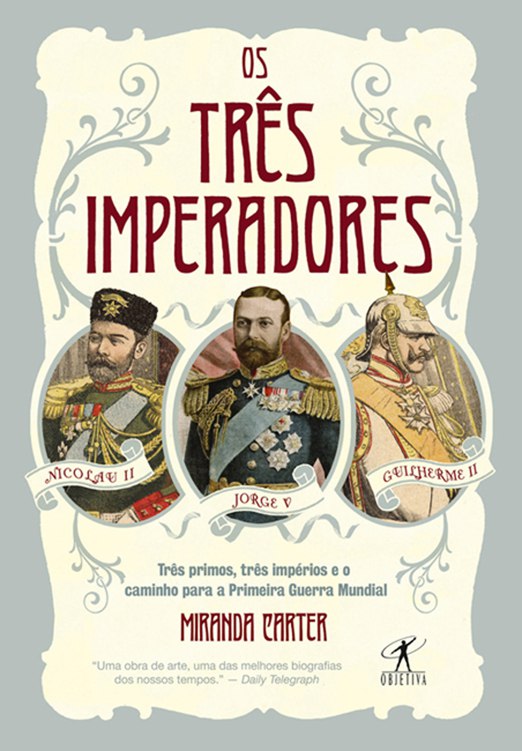 OS
TRÊS
IMPERADORES
NICOLAU II
JORGE V
GUILHERME II
Três primos, três impérios e o
caminho para a Primeira Guerra Mundial
MIRANDA CARTER
"Uma obra de arte, uma das melhores biografias
dos nossos tempos." — Daily Telegraph
OBJETIVA